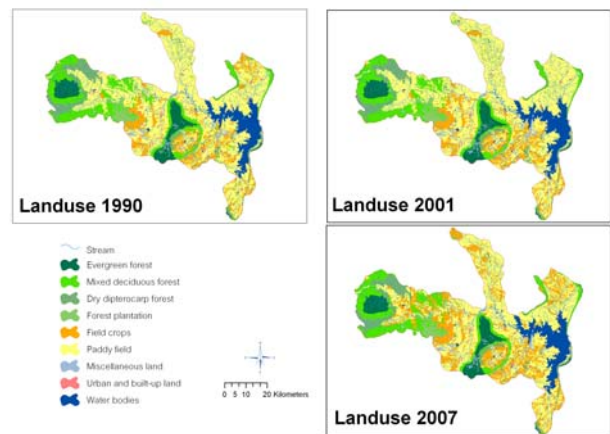 Landuse 1990
Landuse 2001
Stream
Evergreen forest
Mixed deciduous forest
Dry dipterocarp forest
Forest plantation
Field crops
Paddy field
Miscellaneous land
Urban and built-up land
Water bodies
0 5 10 20 Kilometers
Landuse 2007